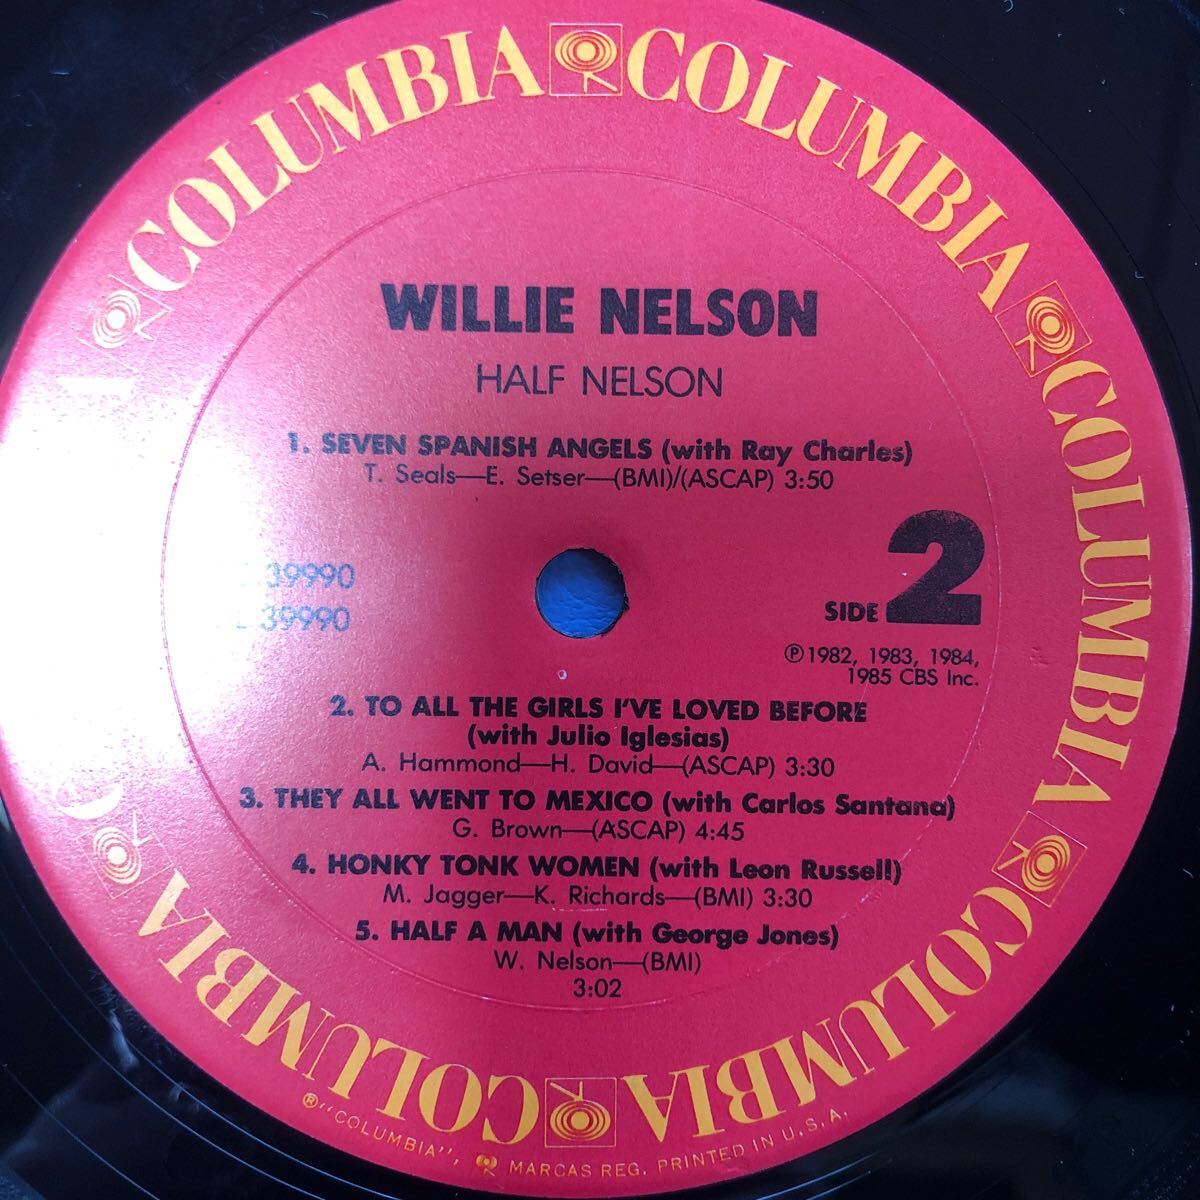 COLUMBIA COLUMBIA COLUMBIA COLUMBIA COLUMBIA COLUMBIA COLUMBIA
WILLIE NELSON
HALF NELSON
1. SEVEN SPANISH ANGELS (with Ray Charles)
T. Seals—E. Setser—(BMI)/(ASCAP) 3:50
39990
39990
SIDE 2
℗ 1982, 1983, 1984,
1985 CBS Inc.
2. TO ALL THE GIRLS I'VE LOVED BEFORE
(with Julio Iglesias)
A. Hammond—H. David—(ASCAP) 3:30
3. THEY ALL WENT TO MEXICO (with Carlos Santana)
G. Brown—(ASCAP) 4:45
4. HONKY TONK WOMEN (with Leon Russell)
M. Jagger—K. Richards—(BMI) 3:30
5. HALF A MAN (with George Jones)
W. Nelson—(BMI)
3:02
® "COLUMBIA", MARCAS REG. PRINTED IN U.S.A.